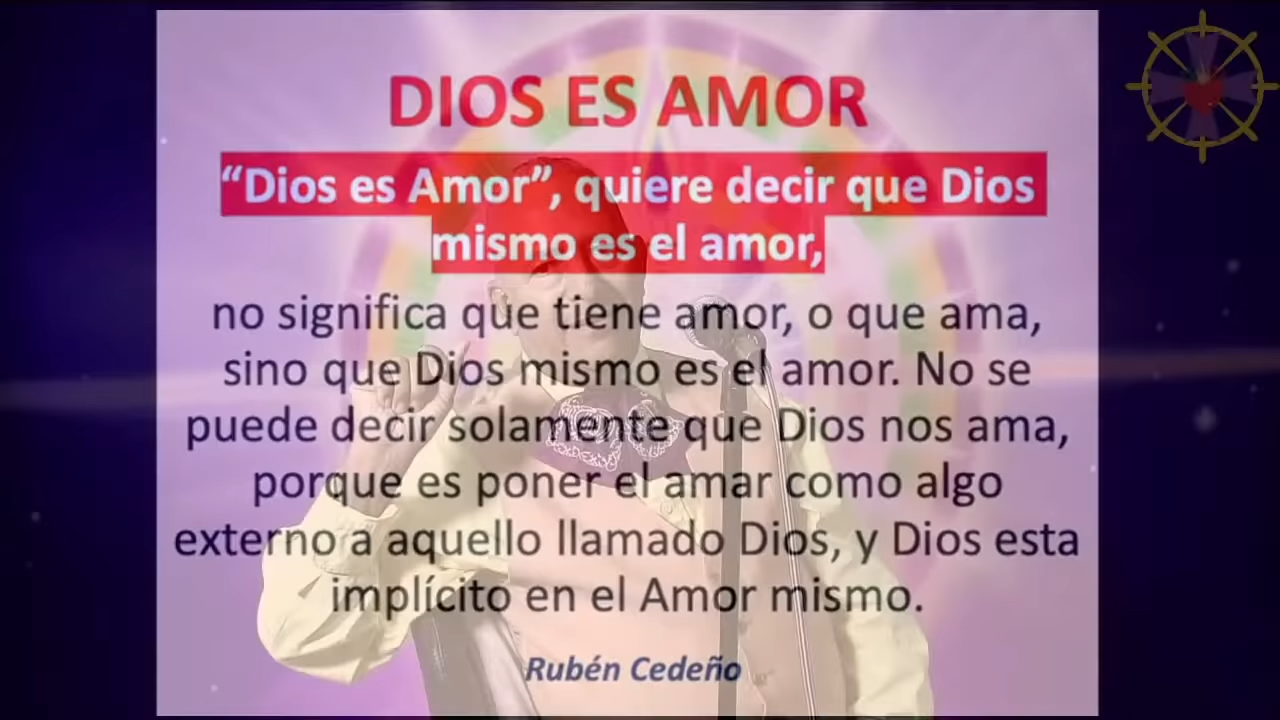 DIOS ES AMOR
“Dios es Amor”, quiere decir que Dios
mismo es el amor,
no significa que tiene amor, o que ama,
sino que Dios mismo es el amor. No se
puede decir solamente que Dios nos ama,
porque es poner el amar como algo
externo a aquello llamado Dios, y Dios esta
implícito en el Amor mismo.
Rubén Cedeño